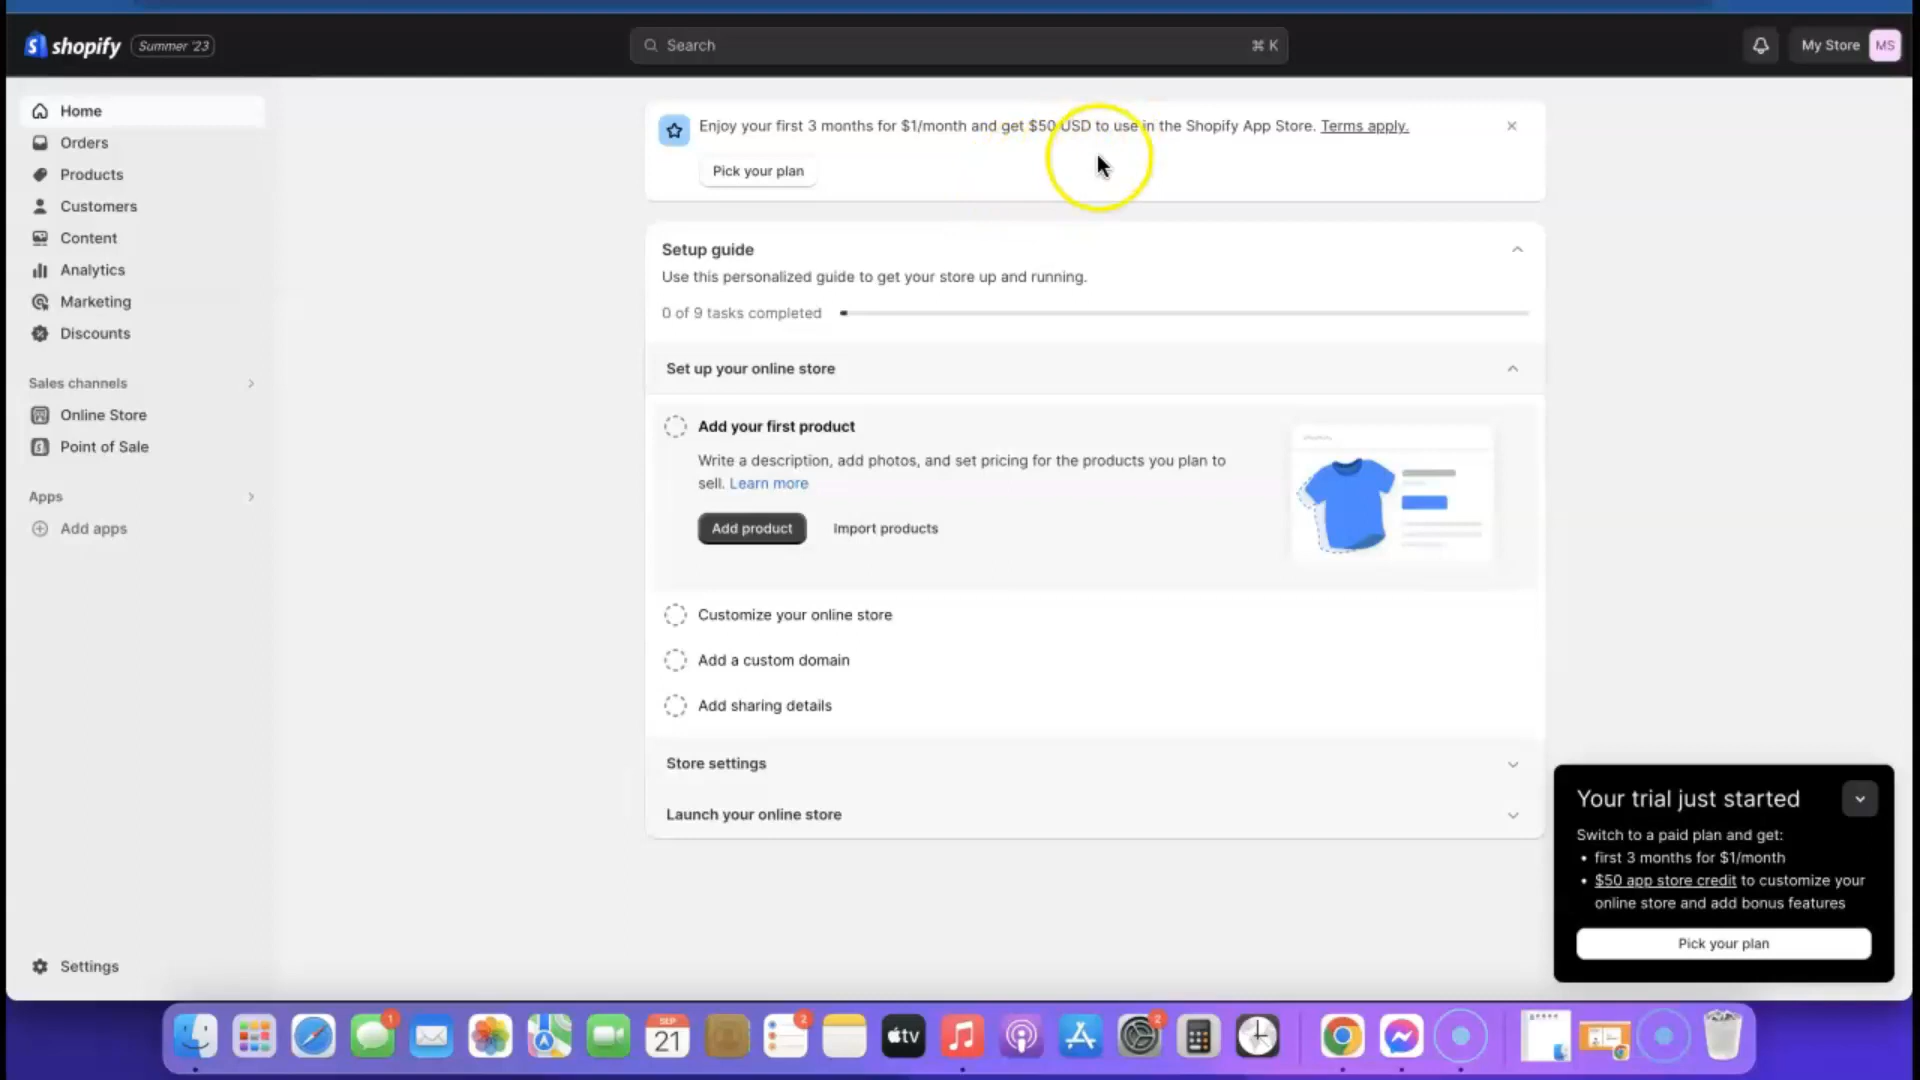 shopify
Summer '23
Search
⌘ K
My Store
MS
Home
Orders
Products
Customers
Content
Analytics
Marketing
Discounts
Sales channels
Online Store
Point of Sale
Apps
Add apps
Settings
Enjoy your first 3 months for $1/month and get $50 USD to use in the Shopify App Store. Terms apply.
Pick your plan
Setup guide
Use this personalized guide to get your store up and running.
0 of 9 tasks completed
Set up your online store
Add your first product
Write a description, add photos, and set pricing for the products you plan to
sell. Learn more
Add product
Import products
Customize your online store
Add a custom domain
Add sharing details
Store settings
Launch your online store
Your trial just started
Switch to a paid plan and get:
• first 3 months for $1/month
• $50 app store credit to customize your
online store and add bonus features
Pick your plan
1
SEP
21
2
tv
2